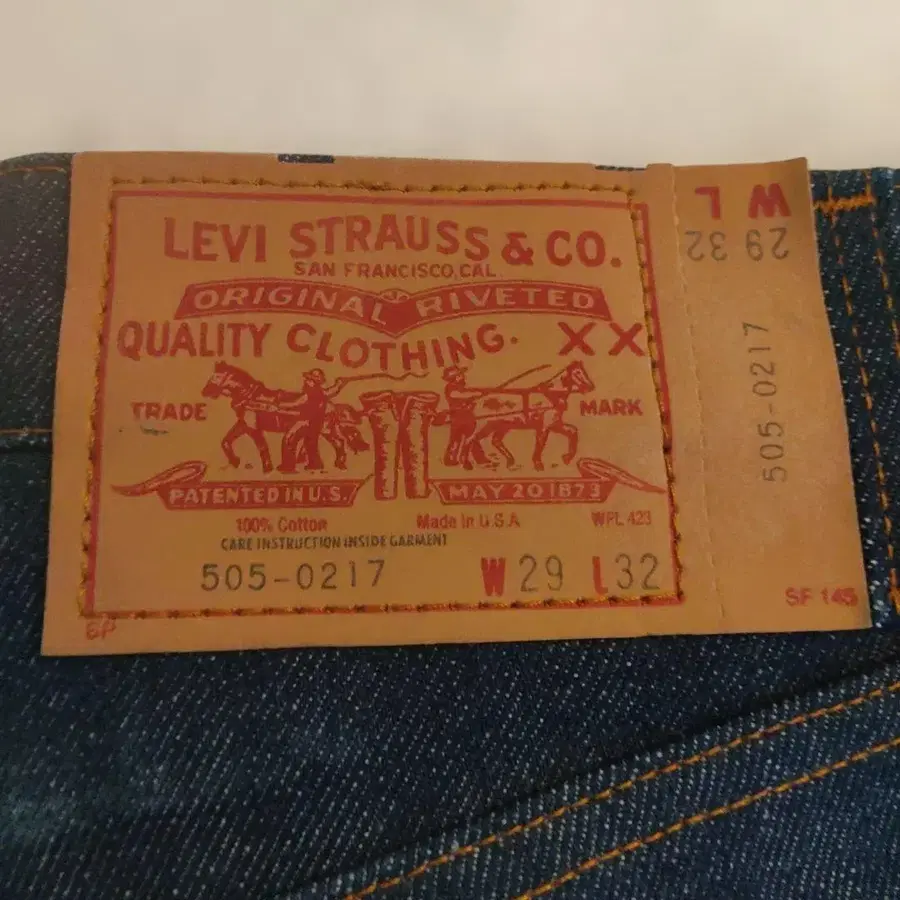 LEVI STRAUSS & CO.
SAN FRANCISCO, CAL.
ORIGINAL RIVETED
QUALITY CLOTHING. XX
TRADE MARK
PATENTED IN U.S. MAY 20 1873
100% Cotton Made in U.S.A WPL 423
CARE INSTRUCTION INSIDE GARMENT
505-0217 W 29 L 32
6P
W L
29 32
505-0217
SF 145